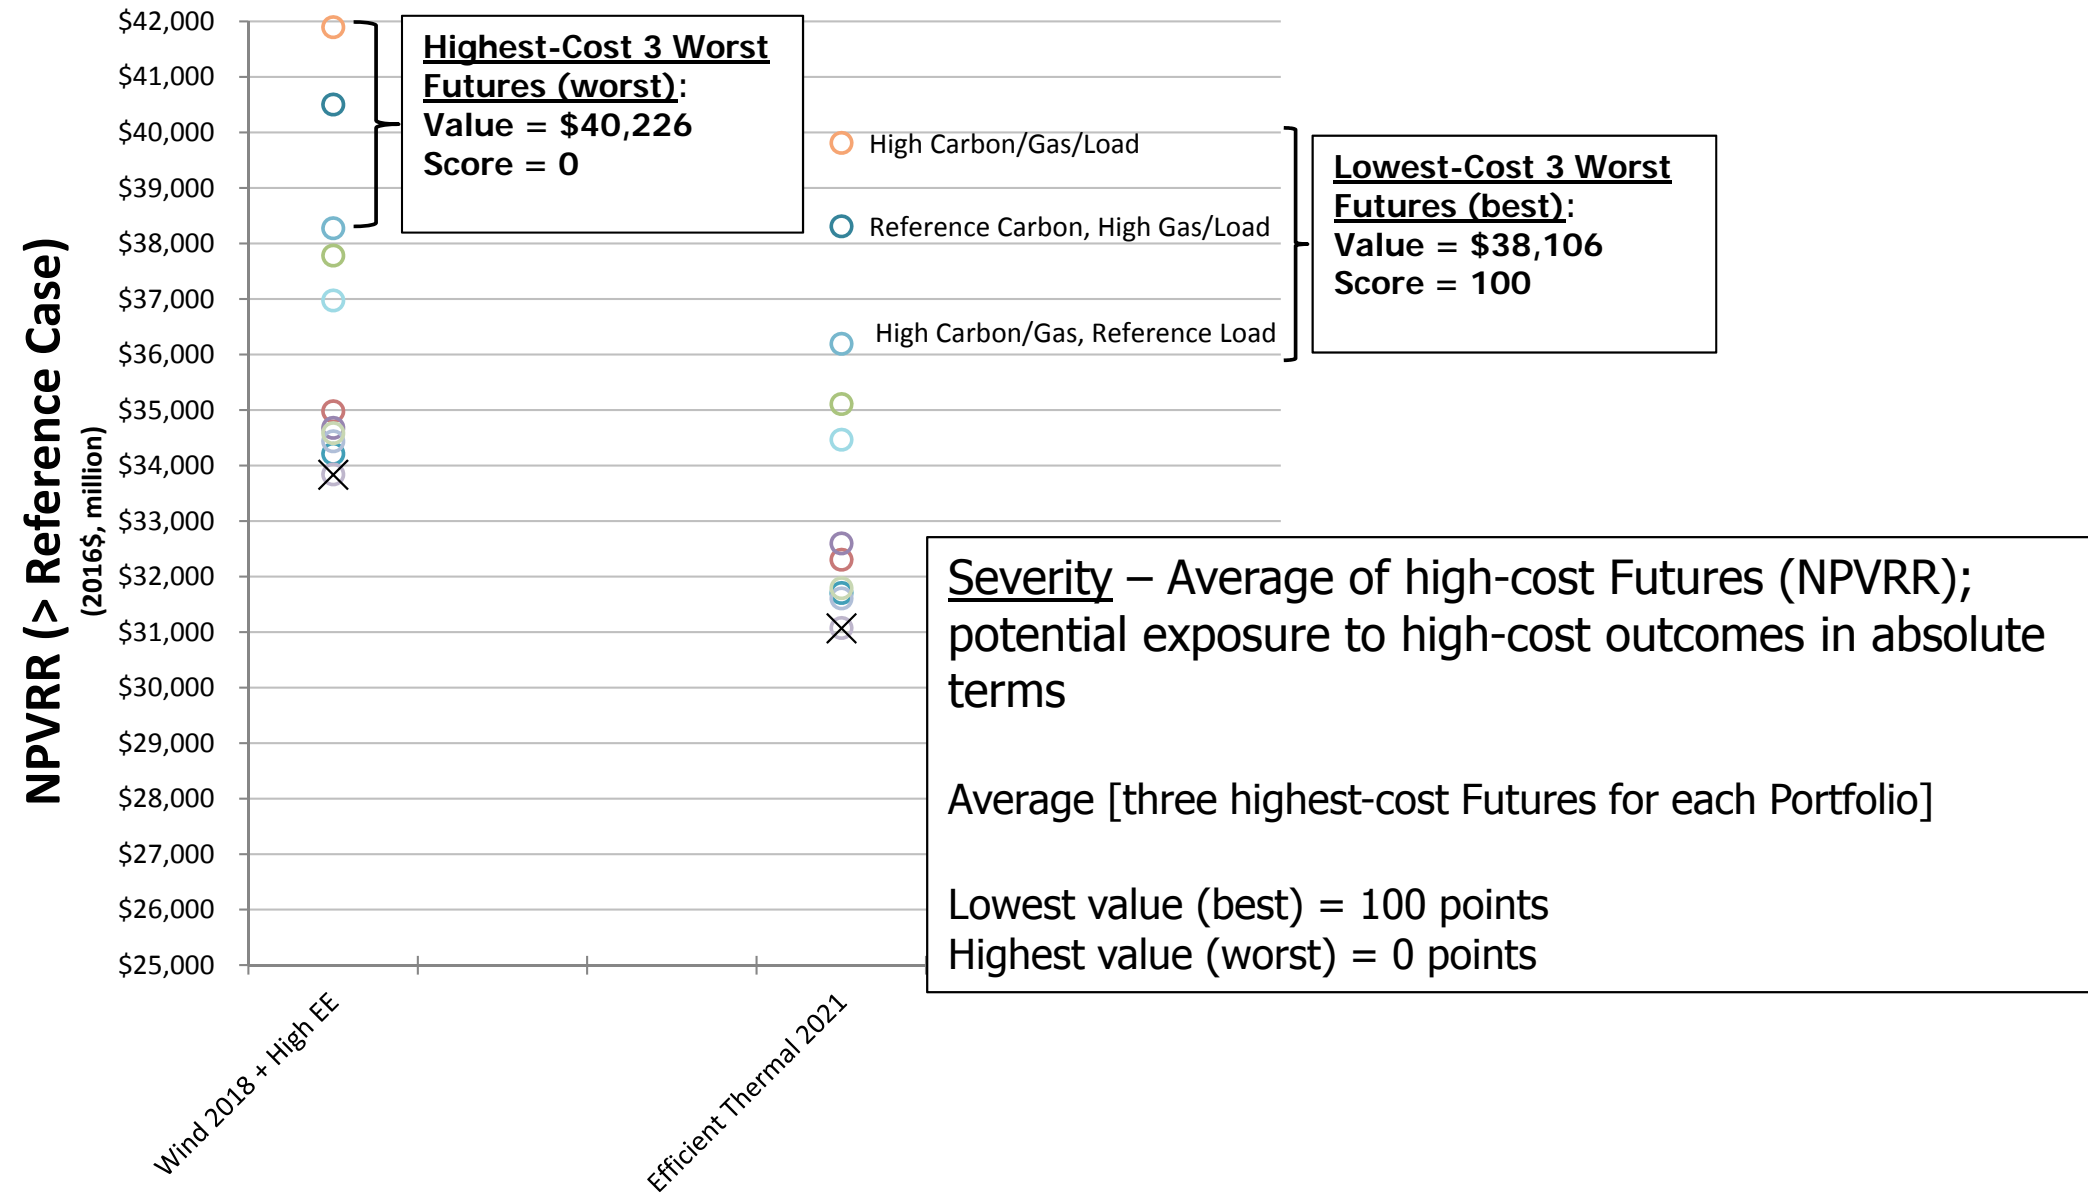 NPVRR (> Reference Case)
(2016$, million)
$42,000
$41,000
$40,000
$39,000
$38,000
$37,000
$36,000
$35,000
$34,000
$33,000
$32,000
$31,000
$30,000
$29,000
$28,000
$27,000
$26,000
$25,000
Highest-Cost 3 Worst
Futures (worst):
Value = $40,226
Score = 0
High Carbon/Gas/Load
Reference Carbon, High Gas/Load
High Carbon/Gas, Reference Load
Lowest-Cost 3 Worst
Futures (best):
Value = $38,106
Score = 100
Severity – Average of high-cost Futures (NPVRR);
potential exposure to high-cost outcomes in absolute
terms
Average [three highest-cost Futures for each Portfolio]
Lowest value (best) = 100 points
Highest value (worst) = 0 points
Wind 2018 + High EE
Efficient Thermal 2021